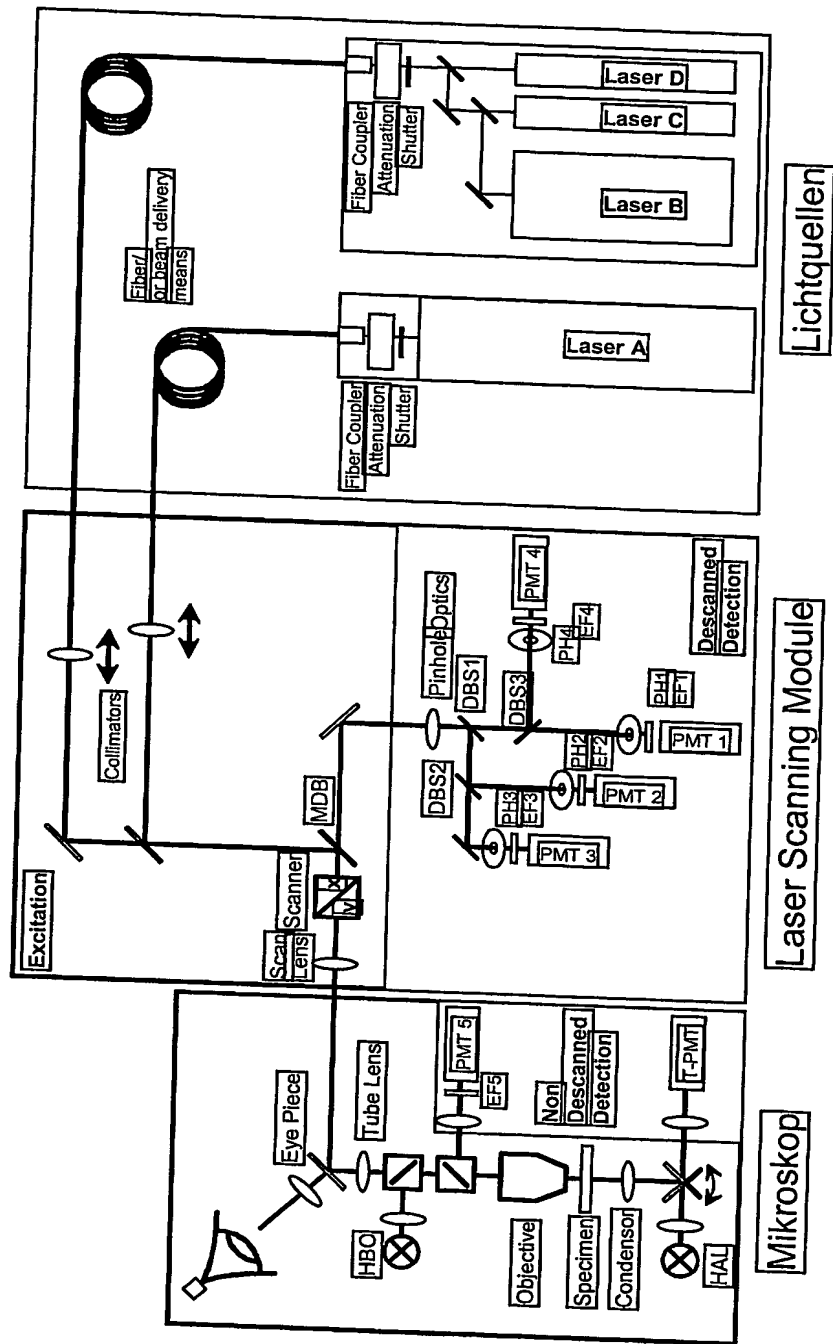 Mikroskop
Eye Piece
Tube Lens
HBO
PMT 5
EF5
Non
Descanned
Detection
Objective
Specimen
Condensor
T-PMT
HAL
Laser Scanning Module
Excitation
Collimators
Scan
Lens
Scanner
X
y
MDB
Pinhole Optics
DBS1
DBS2
DBS3
PMT 4
PH4
EF4
PH1
EF1
PMT 1
PH2
EF2
PMT 2
PH3
EF3
PMT 3
Descanned
Detection
Lichtquellen
Fiber/
or beam delivery
means
Fiber Coupler
Attenuation
Shutter
Laser A
Fiber Coupler
Attenuation
Shutter
Laser D
Laser C
Laser B